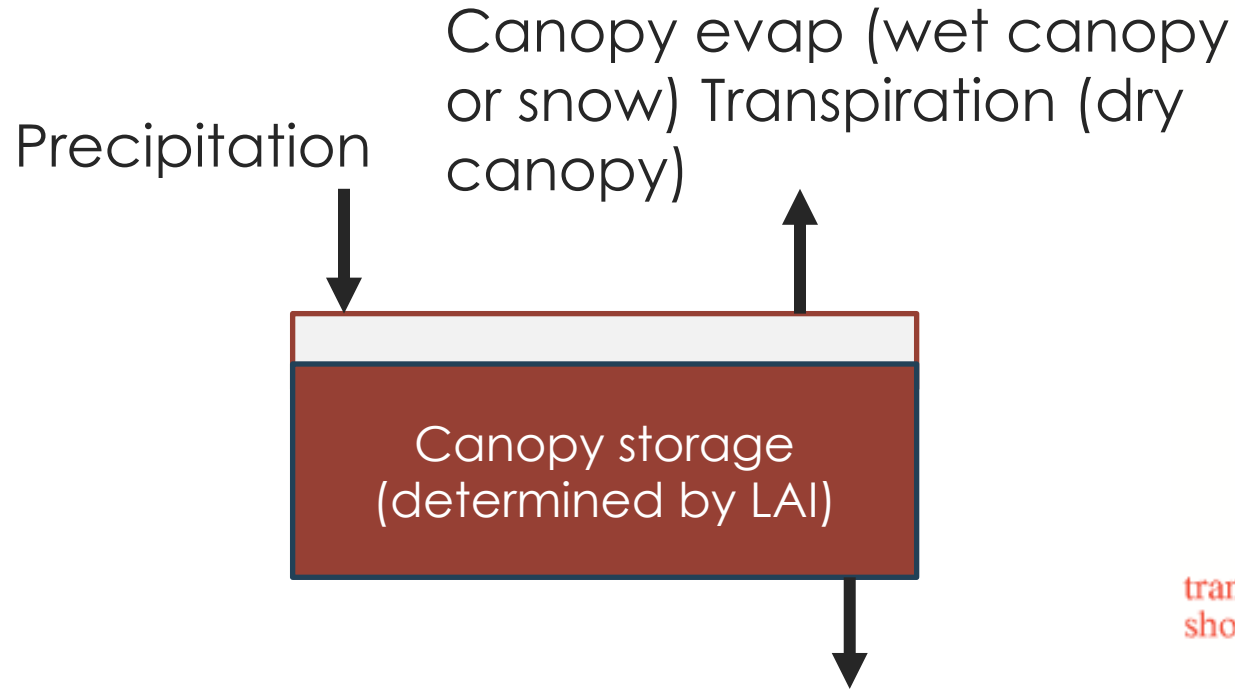 Canopy evap (wet canopy
or snow) Transpiration (dry
canopy)
Precipitation
Canopy storage
(determined by LAI)